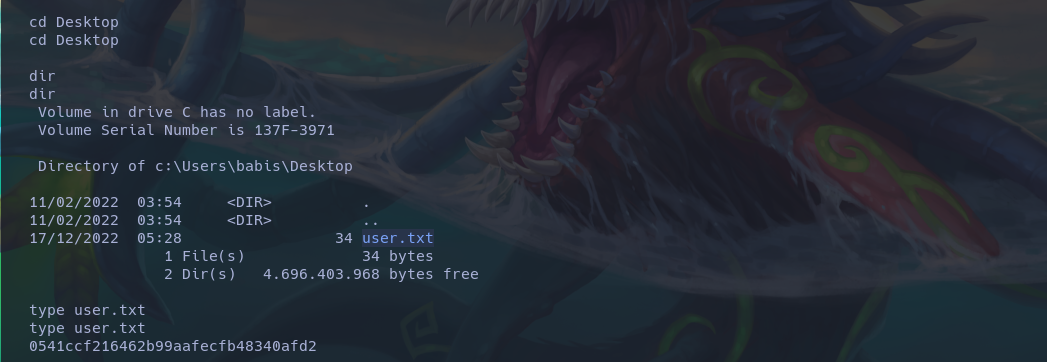 cd Desktop
cd Desktop
dir
dir
 Volume in drive C has no label.
 Volume Serial Number is 137F-3971
 Directory of c:\Users\babis\Desktop
11/02/2022  03:54     <DIR>          .
11/02/2022  03:54     <DIR>          ..
17/12/2022  05:28                 34 user.txt
               1 File(s)             34 bytes
               2 Dir(s)   4.696.403.968 bytes free
type user.txt
type user.txt
0541ccf216462b99aafecfb48340afd2